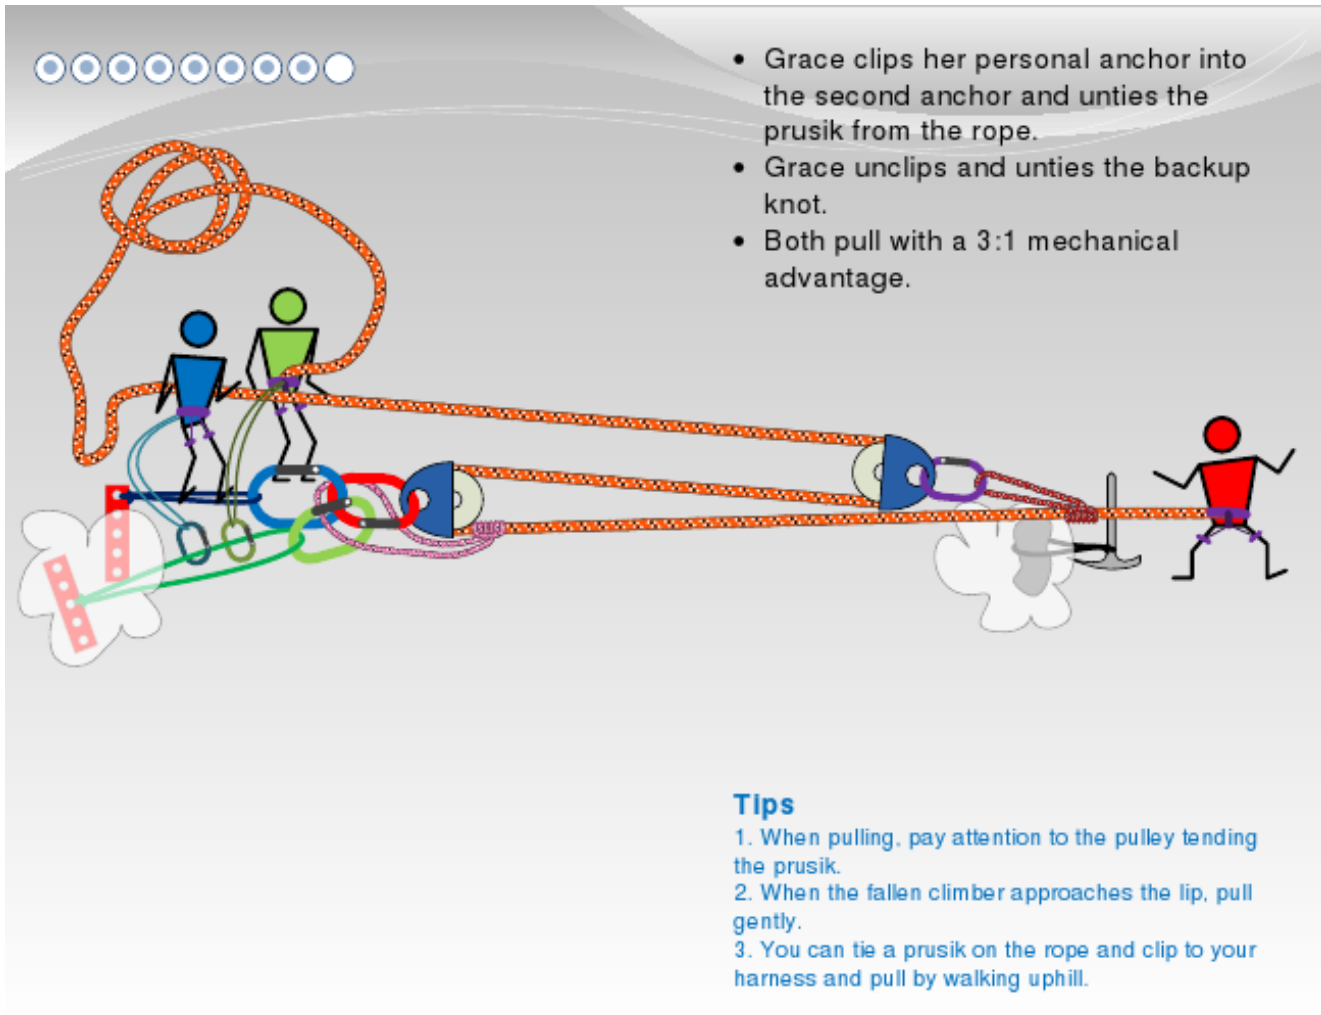 • Grace clips her personal anchor into
the second anchor and unties the
prusik from the rope.
• Grace unclips and unties the backup
knot.
• Both pull with a 3:1 mechanical
advantage.
Tips
1. When pulling, pay attention to the pulley tending
the prusik.
2. When the fallen climber approaches the lip, pull
gently.
3. You can tie a prusik on the rope and clip to your
harness and pull by walking uphill.